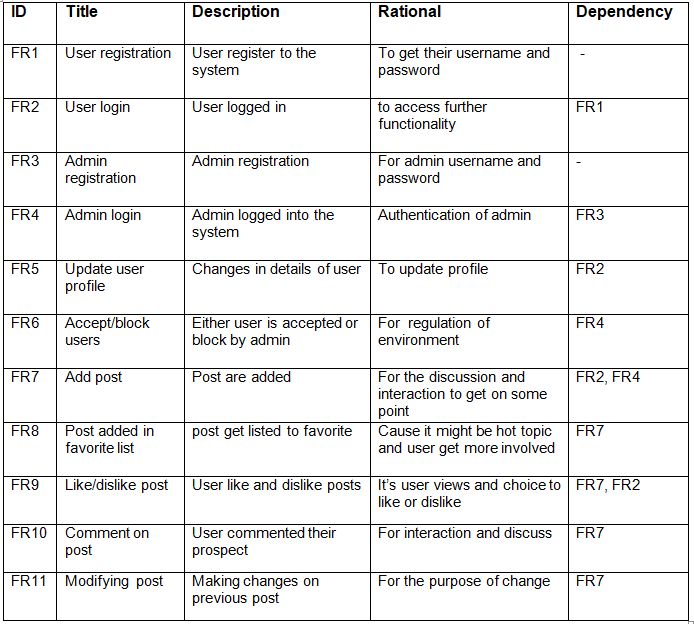 ID Title Description Rational Dependency
FR1 User registration User register to the To get their username and -
system password
FR2 User login User logged in to access further FR1
functionality
FR3 Admin Admin registration For admin username and -
registration password
FR4 Admin login Admin logged into the Authentication of admin FR3
system
FR5 Update user Changes in details of user To update profile FR2
profile
FR6 Accept/block Either user is accepted or For regulation of FR4
users block by admin environment
FR7 Add post Post are added For the discussion and FR2, FR4
interaction to get on some
point
FR8 Post added in post get listed to favorite Cause it might be hot topic FR7
favorite list and user get more involved
FR9 Like/dislike post User like and dislike posts It's user views and choice to FR7, FR2
like or dislike
FR10 Comment on User commented their For interaction and discuss FR7
post prospect
FR11 Modifying post Making changes on For the purpose of change FR7
previous post